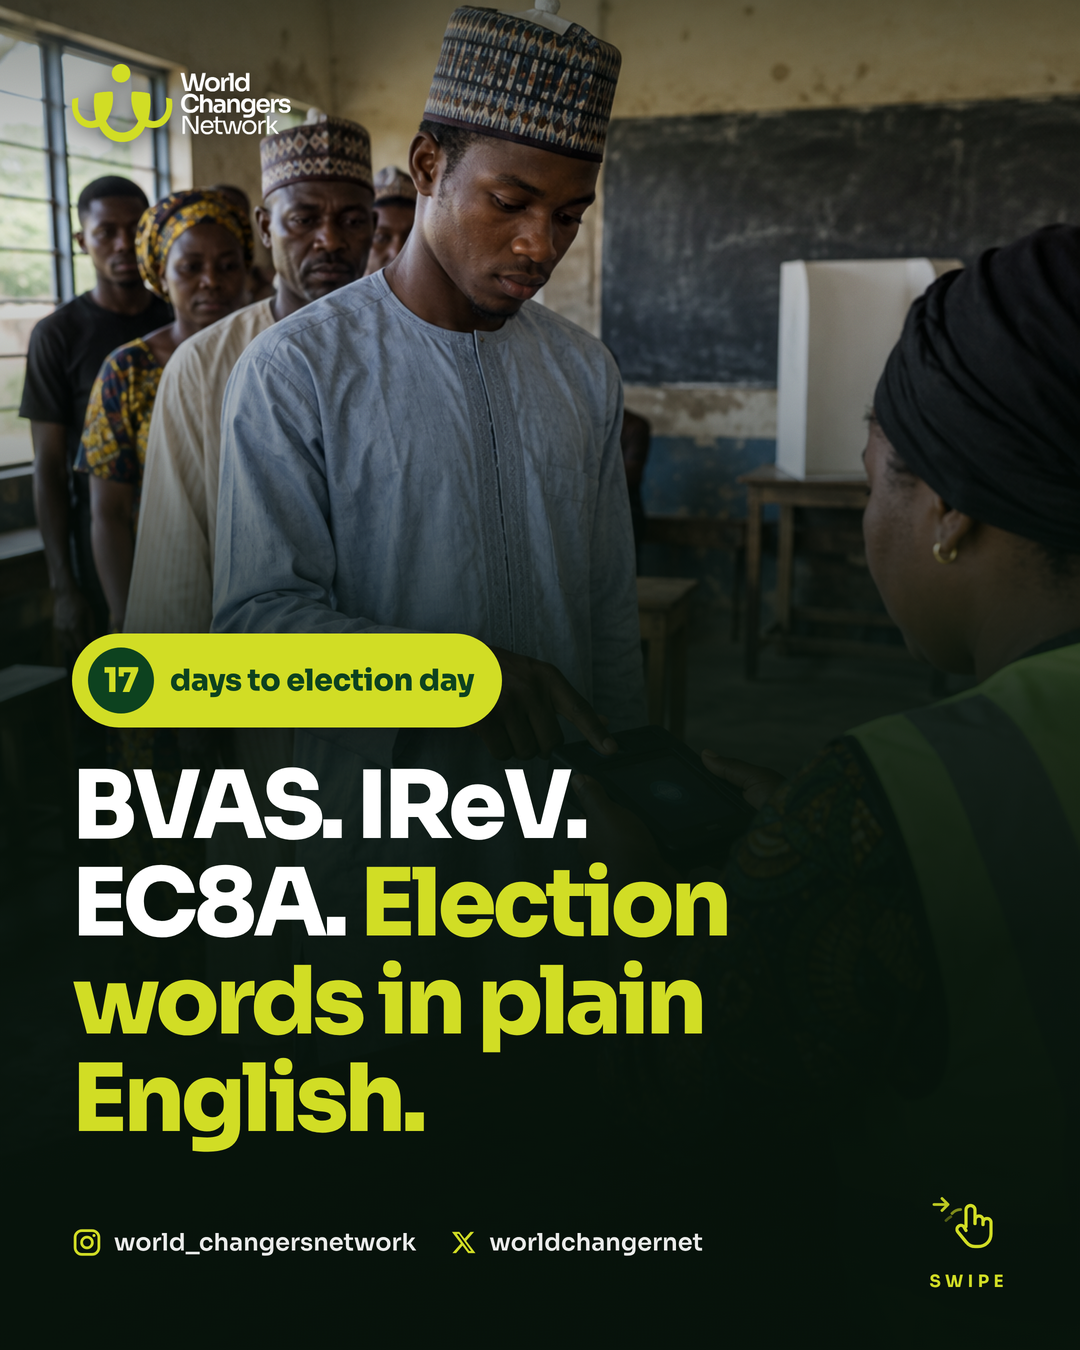 World
Changers
Network
17 days to election day
BVAS. IReV.
EC8A. Election
words in plain
English.
world_changersnetwork worldchangernet
SWIPE